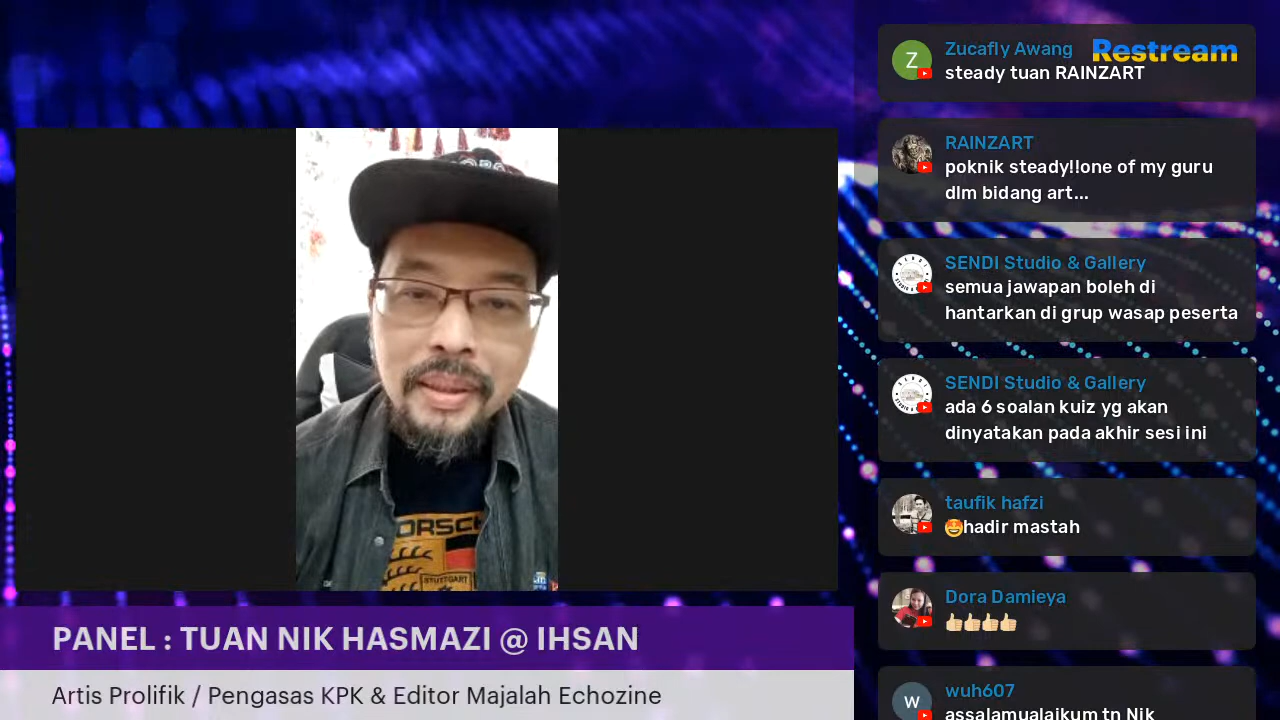 Zucafly Awang
Restream
steady tuan RAINZART
RAINZART
poknik steady!!one of my guru
dlm bidang art...
SENDI Studio & Gallery
semua jawapan boleh di
hantarkan di grup wasap peserta
SENDI Studio & Gallery
ada 6 soalan kuiz yg akan
dinyatakan pada akhir sesi ini
taufik hafzi
🤩hadir mastah
Dora Damieya
👍🏼👍🏼👍🏼👍🏼
wuh607
assalamualaikum tn Nik
Z
W
ORSCH
STUTTGART
PANEL : TUAN NIK HASMAZI @ IHSAN
Artis Prolifik / Pengasas KPK & Editor Majalah Echozine